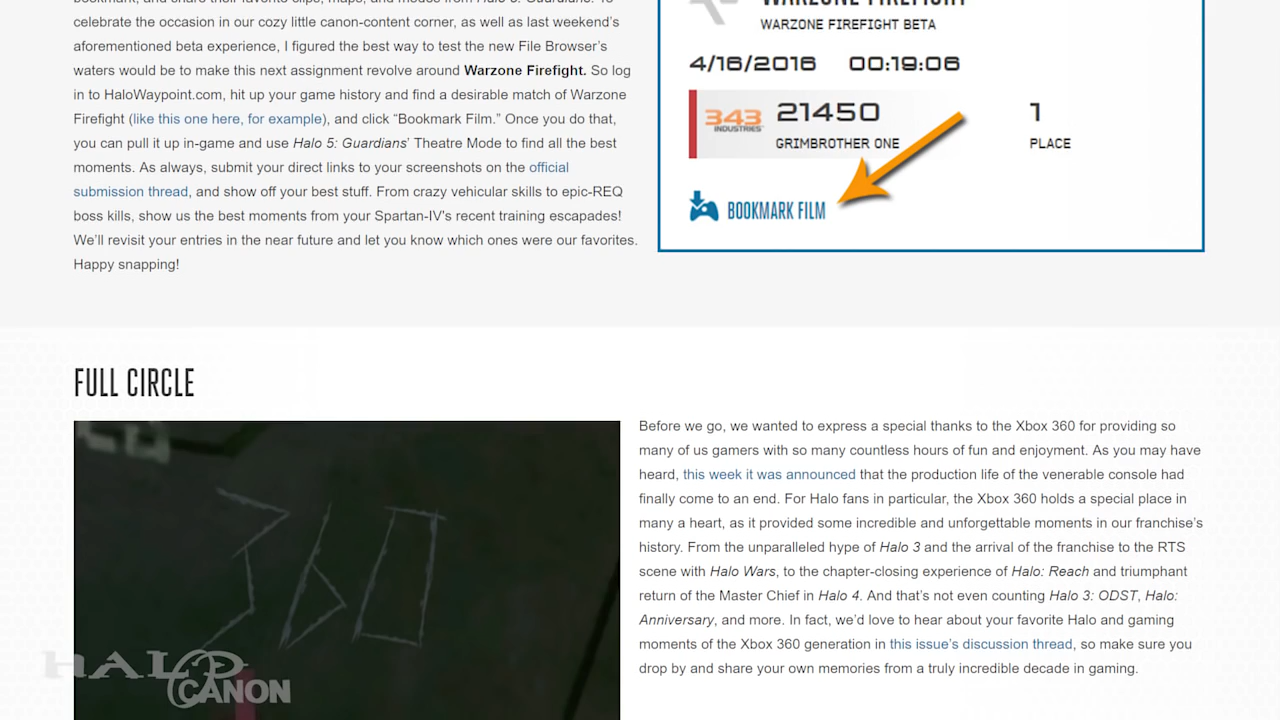 bookmark, and share their favorite clips, maps, and modes from Halo 5: Guardians. To
celebrate the occasion in our cozy little canon-content corner, as well as last weekend's
aforementioned beta experience, I figured the best way to test the new File Browser's
waters would be to make this next assignment revolve around Warzone Firefight. So log
in to HaloWaypoint.com, hit up your game history and find a desirable match of Warzone
Firefight (like this one here, for example), and click “Bookmark Film.” Once you do that,
you can pull it up in-game and use Halo 5: Guardians' Theatre Mode to find all the best
moments. As always, submit your direct links to your screenshots on the official
submission thread, and show off your best stuff. From crazy vehicular skills to epic-REQ
boss kills, show us the best moments from your Spartan-IV's recent training escapades!
We'll revisit your entries in the near future and let you know which ones were our favorites.
Happy snapping!
WARZONE FIREFIGHT
WARZONE FIREFIGHT BETA
4/16/2016 00:19:06
343 INDUSTRIES
21450
GRIMBROTHER ONE
1
PLACE
BOOKMARK FILM
FULL CIRCLE
360
HALO
CANON
Before we go, we wanted to express a special thanks to the Xbox 360 for providing so
many of us gamers with so many countless hours of fun and enjoyment. As you may have
heard, this week it was announced that the production life of the venerable console had
finally come to an end. For Halo fans in particular, the Xbox 360 holds a special place in
many a heart, as it provided some incredible and unforgettable moments in our franchise's
history. From the unparalleled hype of Halo 3 and the arrival of the franchise to the RTS
scene with Halo Wars, to the chapter-closing experience of Halo: Reach and triumphant
return of the Master Chief in Halo 4. And that's not even counting Halo 3: ODST, Halo:
Anniversary, and more. In fact, we'd love to hear about your favorite Halo and gaming
moments of the Xbox 360 generation in this issue's discussion thread, so make sure you
drop by and share your own memories from a truly incredible decade in gaming.